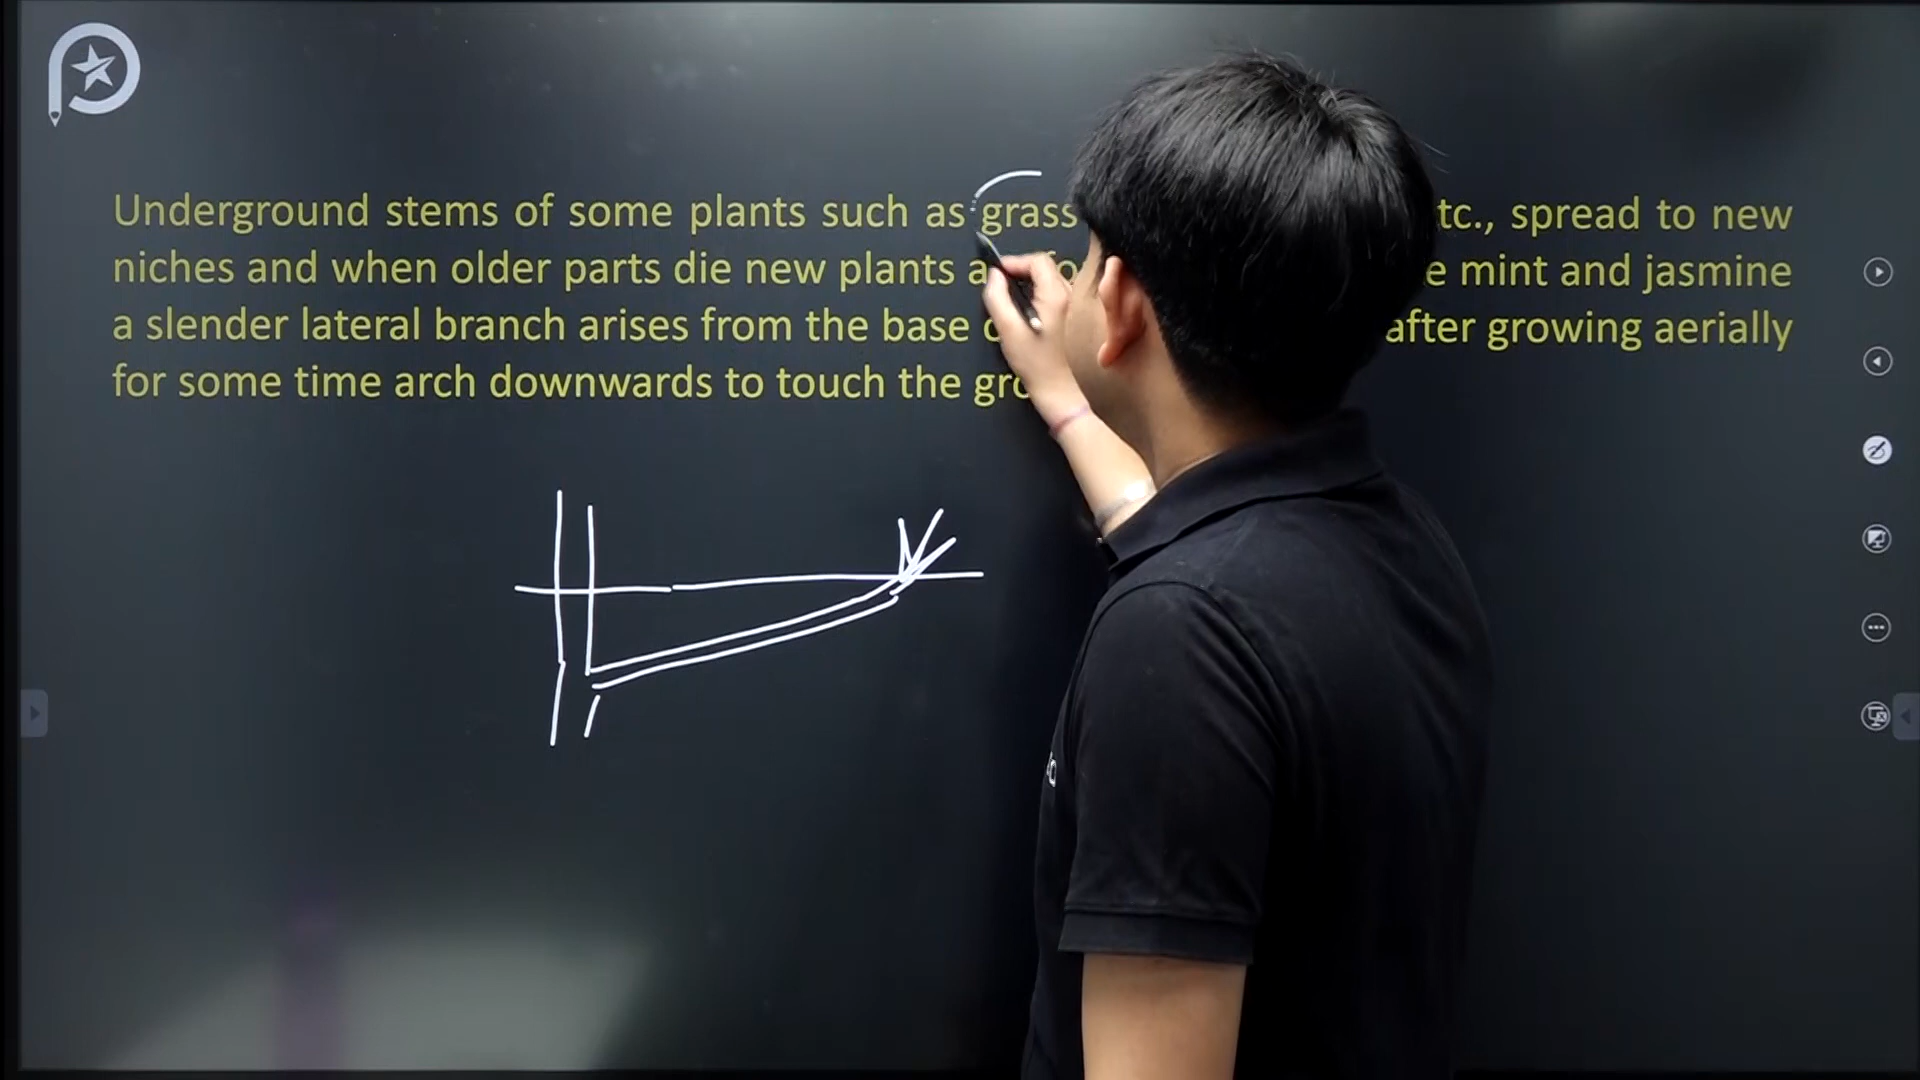 Underground stems of some plants such as grass tc., spread to new
niches and when older parts die new plants mint and jasmine
a slender lateral branch arises from the base after growing aerially
for some time arch downwards to touch the